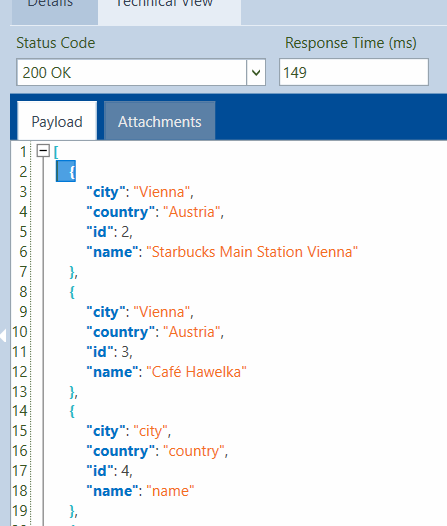 Details Technical View
Status Code Response Time (ms)
200 OK 149
Payload Attachments
1 [
2 {
3 "city": "Vienna",
4 "country": "Austria",
5 "id": 2,
6 "name": "Starbucks Main Station Vienna"
7 },
8 {
9 "city": "Vienna",
10 "country": "Austria",
11 "id": 3,
12 "name": "Café Hawelka"
13 },
14 {
15 "city": "city",
16 "country": "country",
17 "id": 4,
18 "name": "name"
19 },